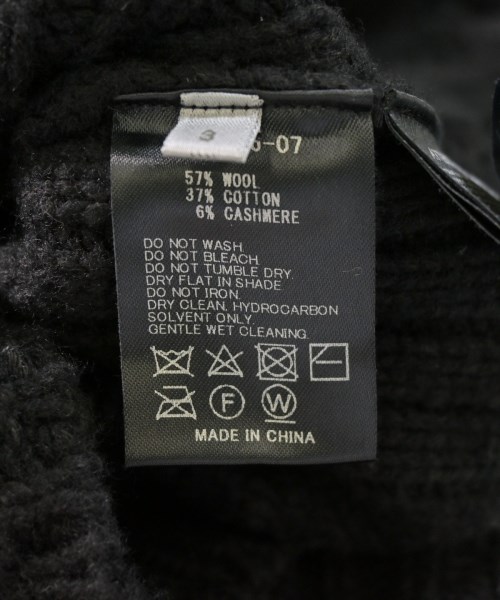 3
-07
57% WOOL
37% COTTON
6% CASHMERE
DO NOT WASH.
DO NOT BLEACH.
DO NOT TUMBLE DRY.
DRY FLAT IN SHADE
DO NOT IRON.
DRY CLEAN, HYDROCARBON
SOLVENT ONLY.
GENTLE WET CLEANING.
F W
MADE IN CHINA